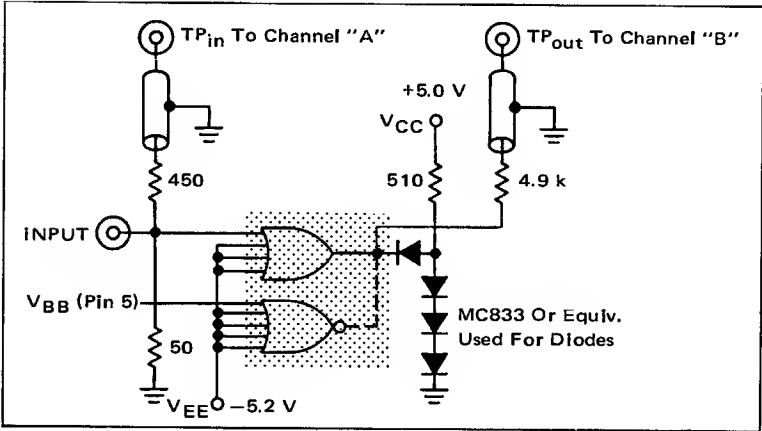 TPin To Channel "A"
TPout To Channel "B"
+5.0 V
VCC
450
510
4.9 k
INPUT
VBB (Pin 5)
MC833 Or Equiv.
Used For Diodes
50
VEE −5.2 V